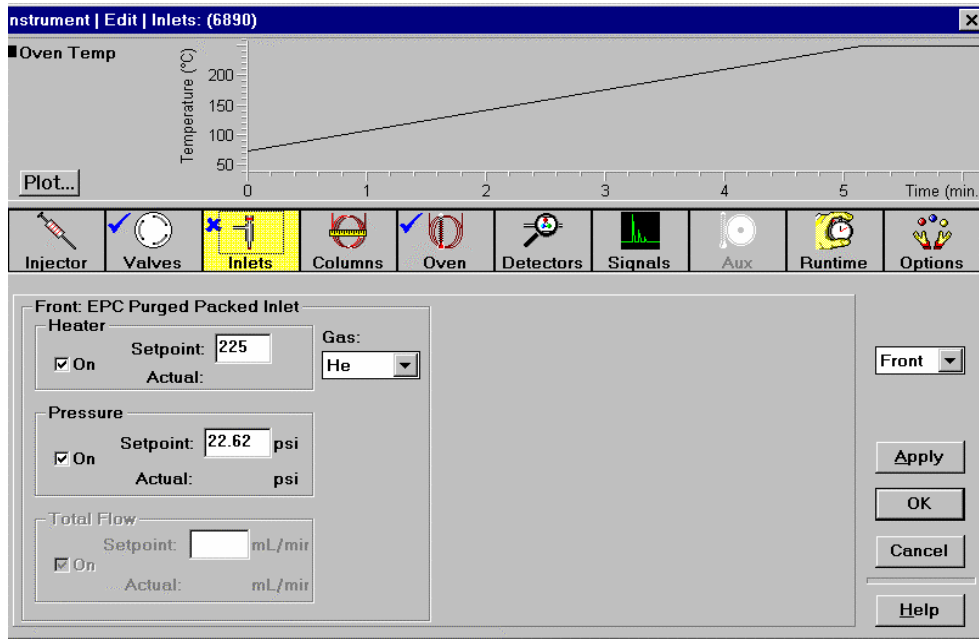 nstrument | Edit | Inlets: (6890)
Oven Temp
Temperature (°C)
200
150
100
50
Plot...
0 1 2 3 4 5 Time (min.
Injector Valves Inlets Columns Oven Detectors Signals Aux Runtime Options
Front: EPC Purged Packed Inlet
Heater
On
Setpoint: 225
Actual:
Gas:
He
Front
Pressure
On
Setpoint: 22.62 psi
Actual: psi
Apply
OK
Total Flow
Setpoint: mL/mir
On
Actual: mL/mir
Cancel
Help